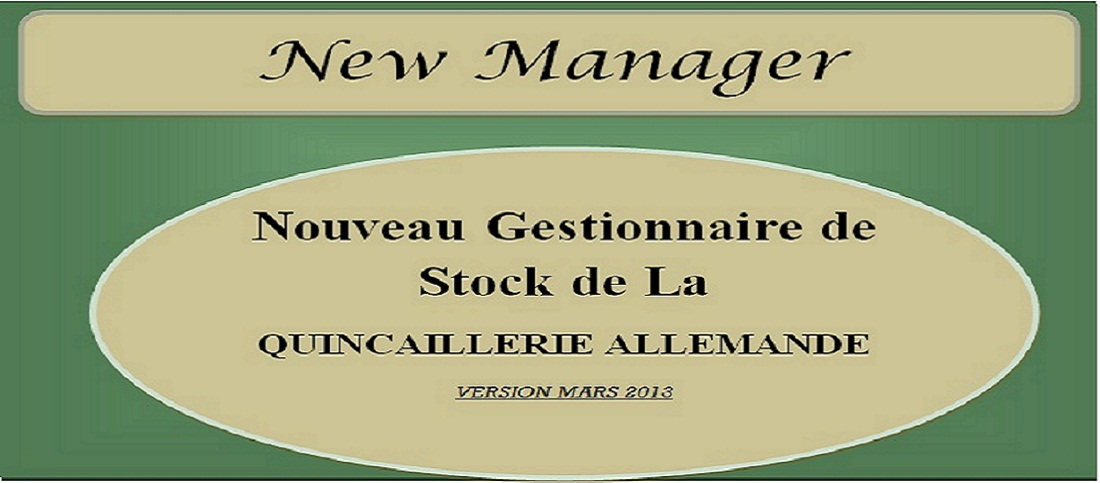 New Manager
Nouveau Gestionnaire de
Stock de La
QUINCAILLERIE ALLEMANDE
VERSION MARS 2013